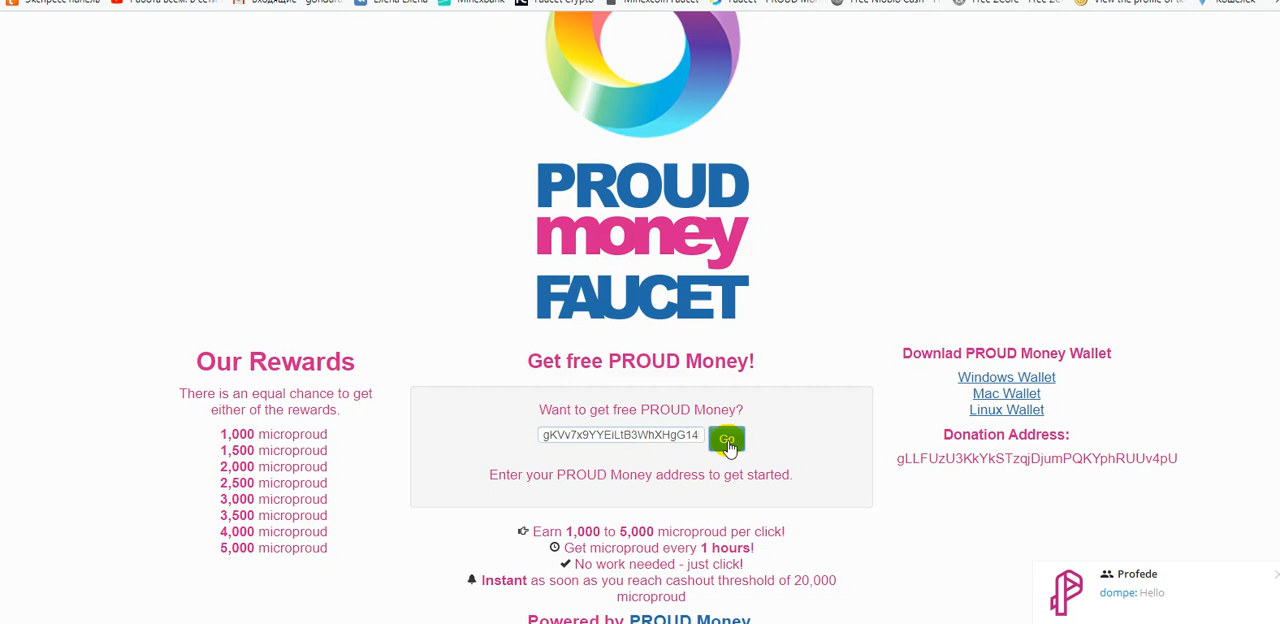 PROUD
money
FAUCET
Our Rewards
There is an equal chance to get
either of the rewards.
1,000 microproud
1,500 microproud
2,000 microproud
2,500 microproud
3,000 microproud
3,500 microproud
4,000 microproud
5,000 microproud
Get free PROUD Money!
Want to get free PROUD Money?
gKVv7x9YYEiLtB3WhXHgG14 Go
Enter your PROUD Money address to get started.
Earn 1,000 to 5,000 microproud per click!
Get microproud every 1 hours!
No work needed - just click!
Instant as soon as you reach cashout threshold of 20,000
microproud
Powered by PROUD Money
Downlad PROUD Money Wallet
Windows Wallet
Mac Wallet
Linux Wallet
Donation Address:
gLLFUzU3KkYkSTzqjDjumPQKYphRUUv4pU
Profede
dompe: Hello